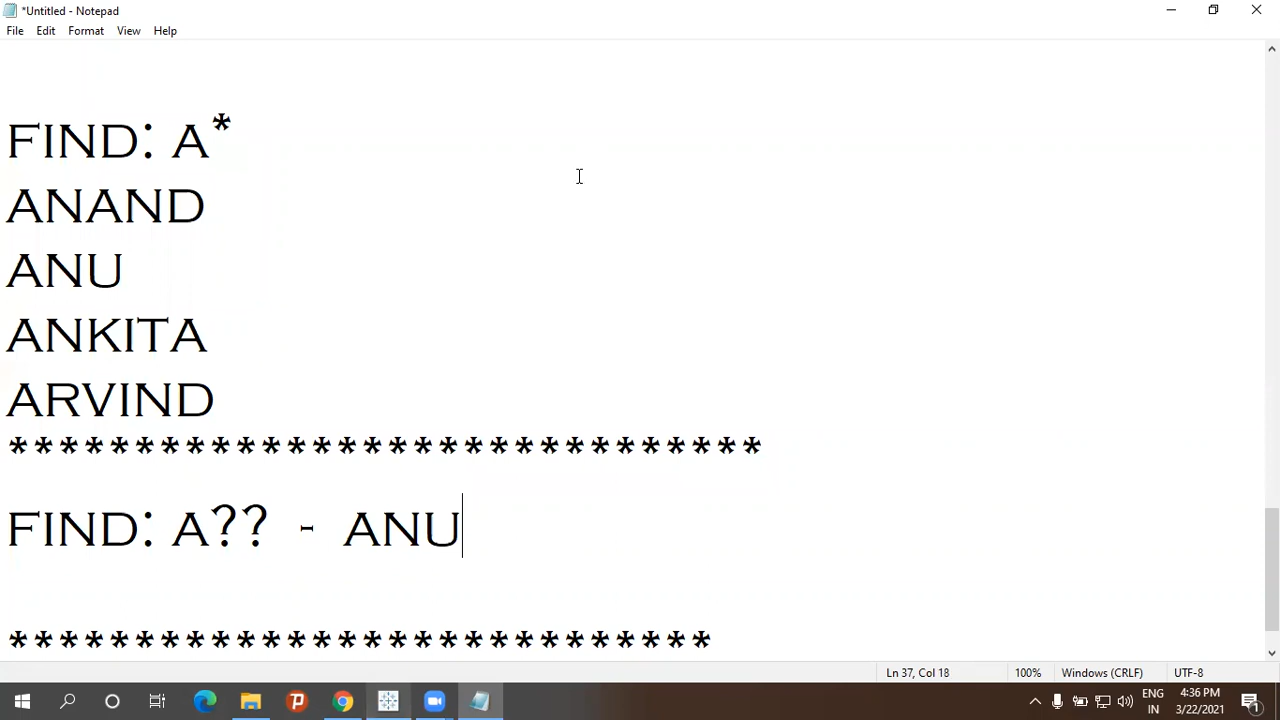 *Untitled - Notepad
File Edit Format View Help
FIND: A*
ANAND
ANU
ANKITA
ARVIND
******************************
FIND: A?? - ANU
****************************
Ln 37, Col 18 100% Windows (CRLF) UTF-8
ENG 4:36 PM
IN 3/22/2021 1